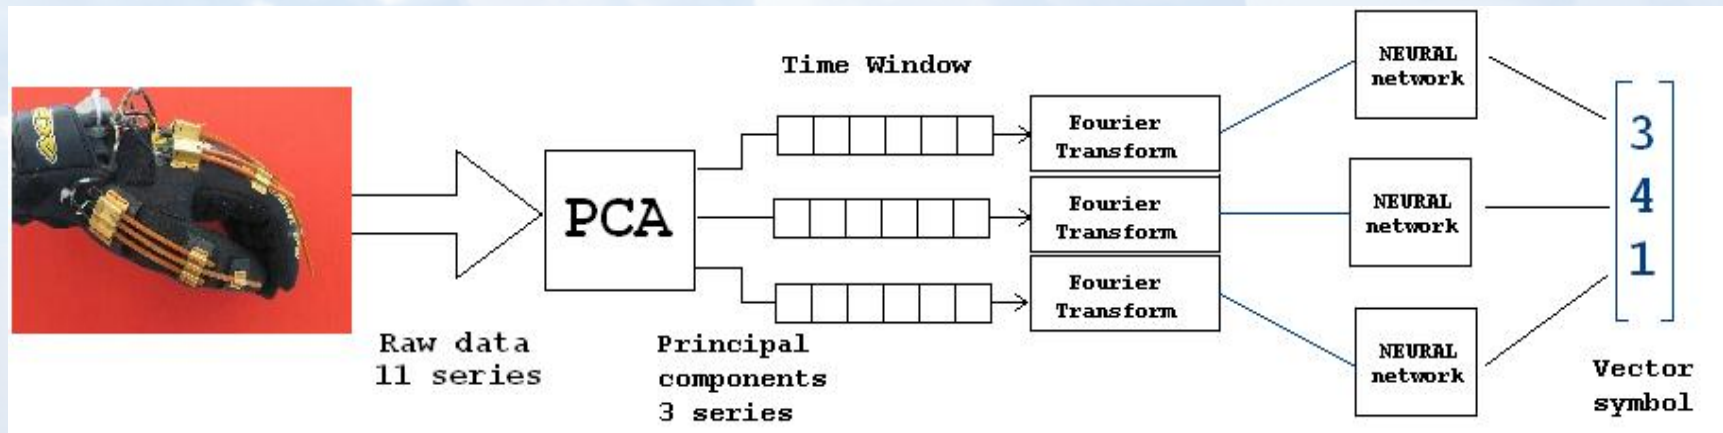 Time Window
NEURAL
network
Fourier
Transform
3
PCA
Fourier
Transform
NEURAL
network
4
Fourier
Transform
1
Raw data
11 series
Principal
components
3 series
NEURAL
network
Vector
symbol